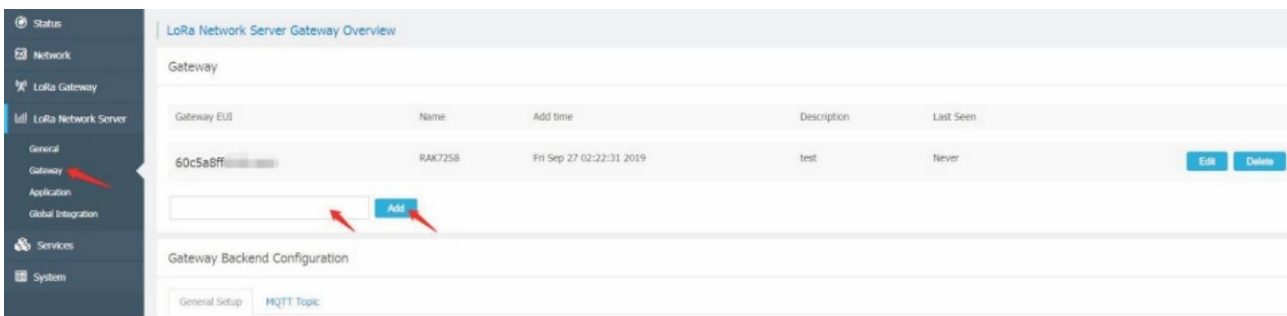 Status
Network
LoRa Gateway
LoRa Network Server
General
Gateway
Application
Global Integration
Services
System
LoRa Network Server Gateway Overview
Gateway
Gateway EUI Name Add time Description Last Seen
60c5a8ff RAK7258 Fri Sep 27 02:22:31 2019 test Never Edit Delete
Add
Gateway Backend Configuration
General Setup MQTT Topic